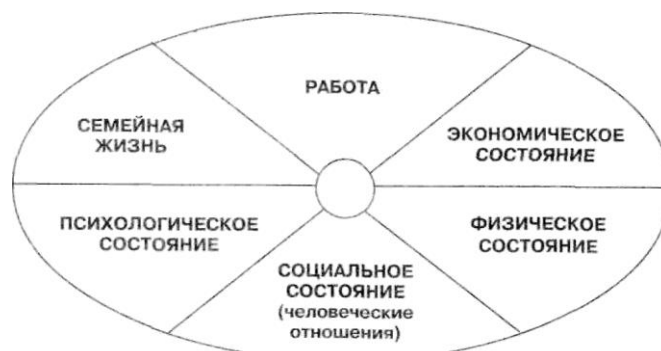 РАБОТА
СЕМЕЙНАЯ
ЖИЗНЬ
ЭКОНОМИЧЕСКОЕ
СОСТОЯНИЕ
ПСИХОЛОГИЧЕСКОЕ
СОСТОЯНИЕ
ФИЗИЧЕСКОЕ
СОСТОЯНИЕ
СОЦИАЛЬНОЕ
СОСТОЯНИЕ
(человеческие
отношения)